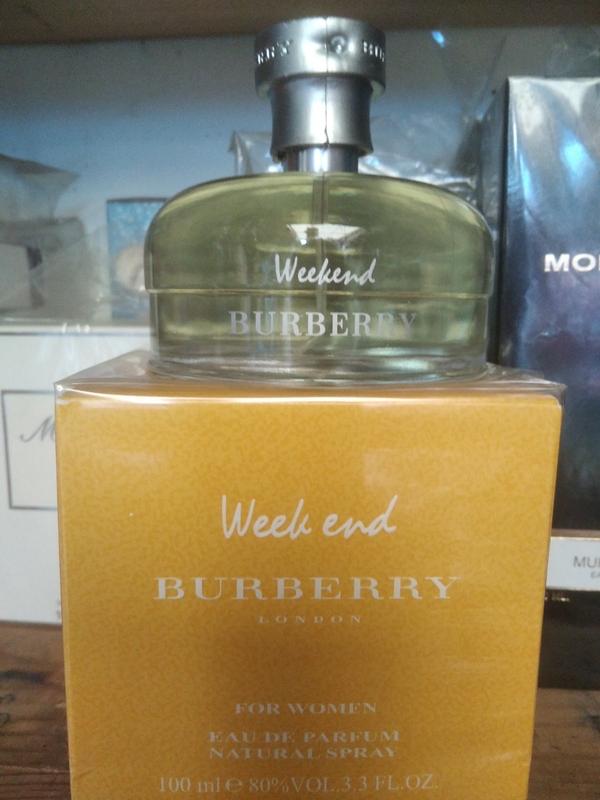 Weekend
BURBERRY
MO
Week end
BURBERRY
LONDON
FOR WOMEN
EAU DE PARFUM
NATURAL SPRAY
100 ml e 80%VOL.3.3 FL.OZ.